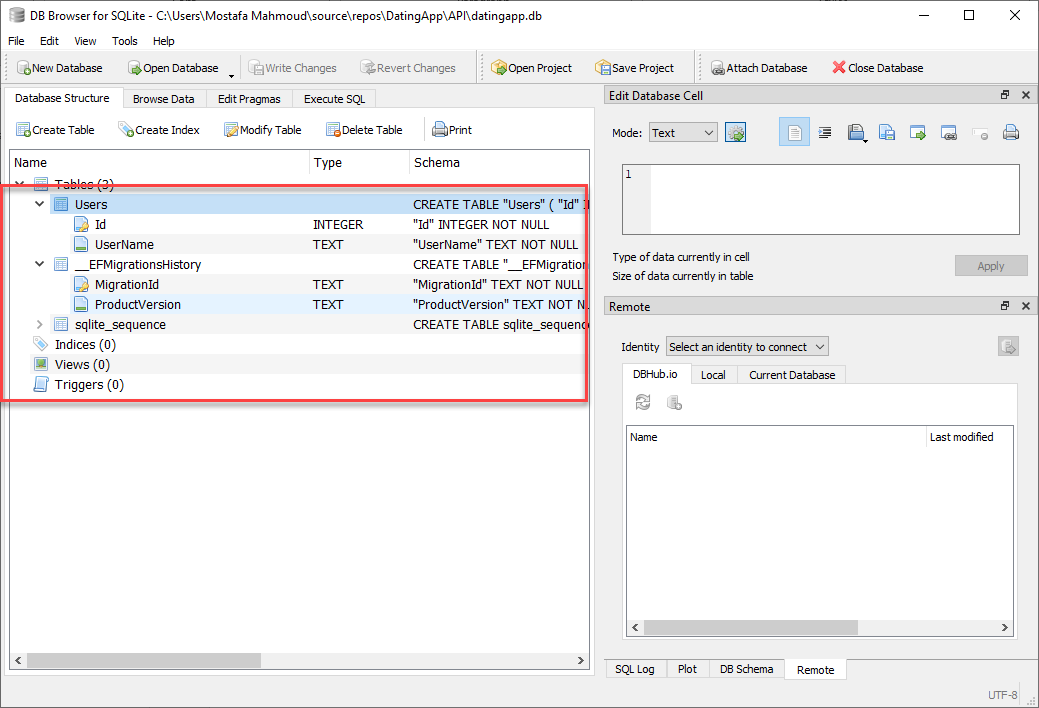 DB Browser for SQLite - C:\Users\Mostafa Mahmoud\source\repos\DatingApp\API\datingapp.db
File Edit View Tools Help
New Database Open Database Write Changes Revert Changes Open Project Save Project Attach Database Close Database
Database Structure Browse Data Edit Pragmas Execute SQL
Create Table Create Index Modify Table Delete Table Print
Name Type Schema
Tables (3)
Users CREATE TABLE "Users" ( "Id" I
Id INTEGER "Id" INTEGER NOT NULL
UserName TEXT "UserName" TEXT NOT NULL
__EFMigrationsHistory CREATE TABLE "__EFMigration
MigrationId TEXT "MigrationId" TEXT NOT NULL
ProductVersion TEXT "ProductVersion" TEXT NOT N
sqlite_sequence CREATE TABLE sqlite_sequenc
Indices (0)
Views (0)
Triggers (0)
Edit Database Cell
Mode: Text
1
Type of data currently in cell
Size of data currently in table
Apply
Remote
Identity Select an identity to connect
DBHub.io Local Current Database
Name Last modified
SQL Log Plot DB Schema Remote
UTF-8